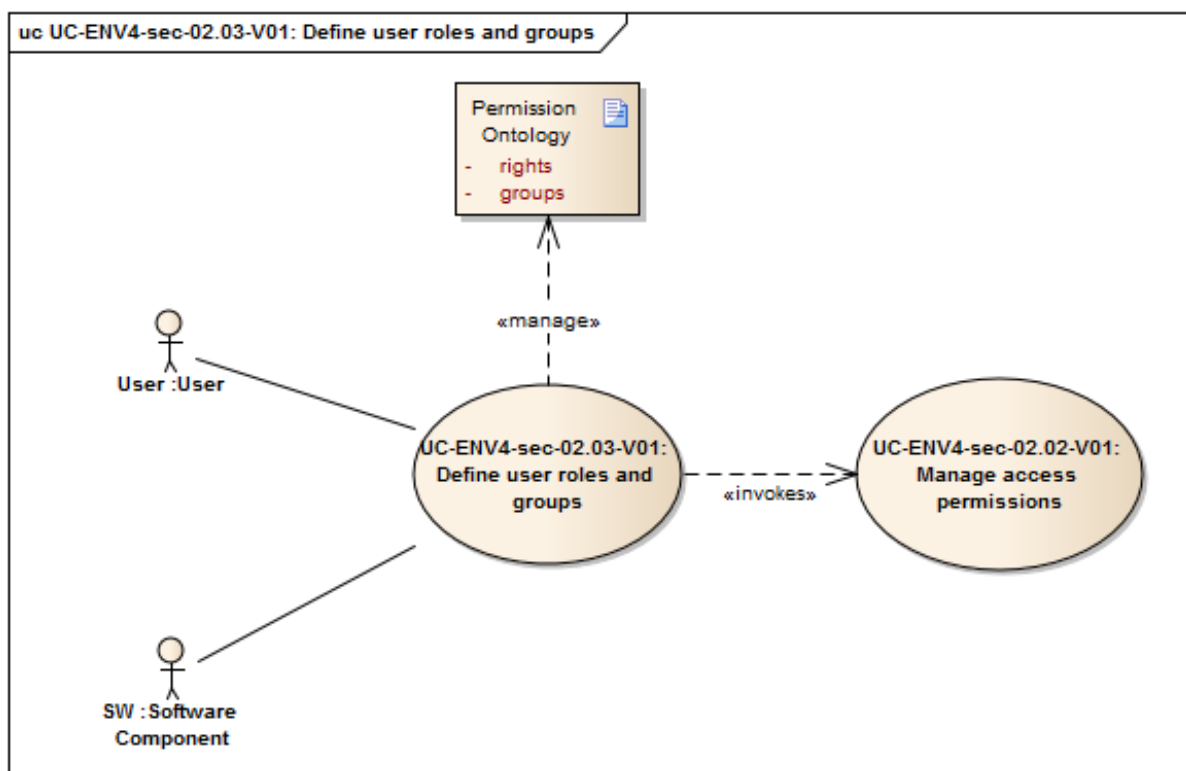 uc UC-ENV4-sec-02.03-V01: Define user roles and groups
Permission
Ontology
- rights
- groups
«manage»
User :User
UC-ENV4-sec-02.03-V01:
Define user roles and
groups
«invokes»
UC-ENV4-sec-02.02-V01:
Manage access
permissions
SW :Software
Component